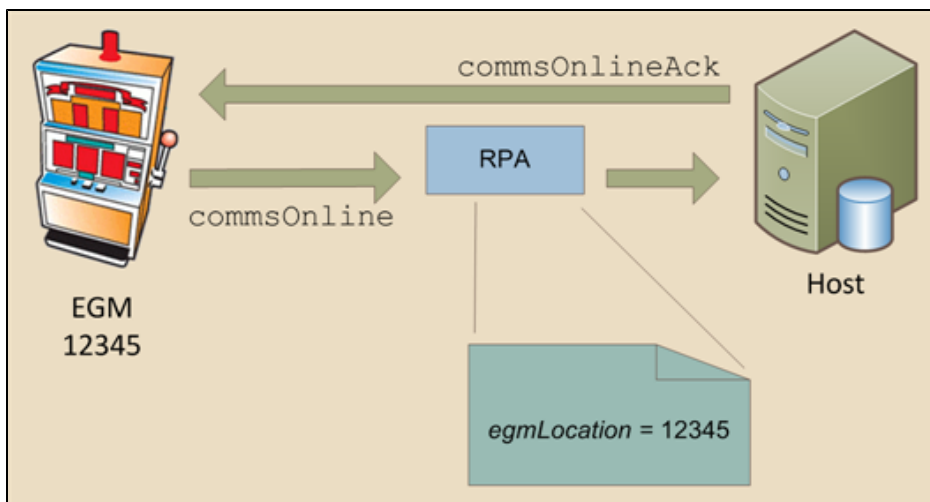 commsOnlineAck
RPA
commsOnline
Host
EGM
12345
egmLocation = 12345